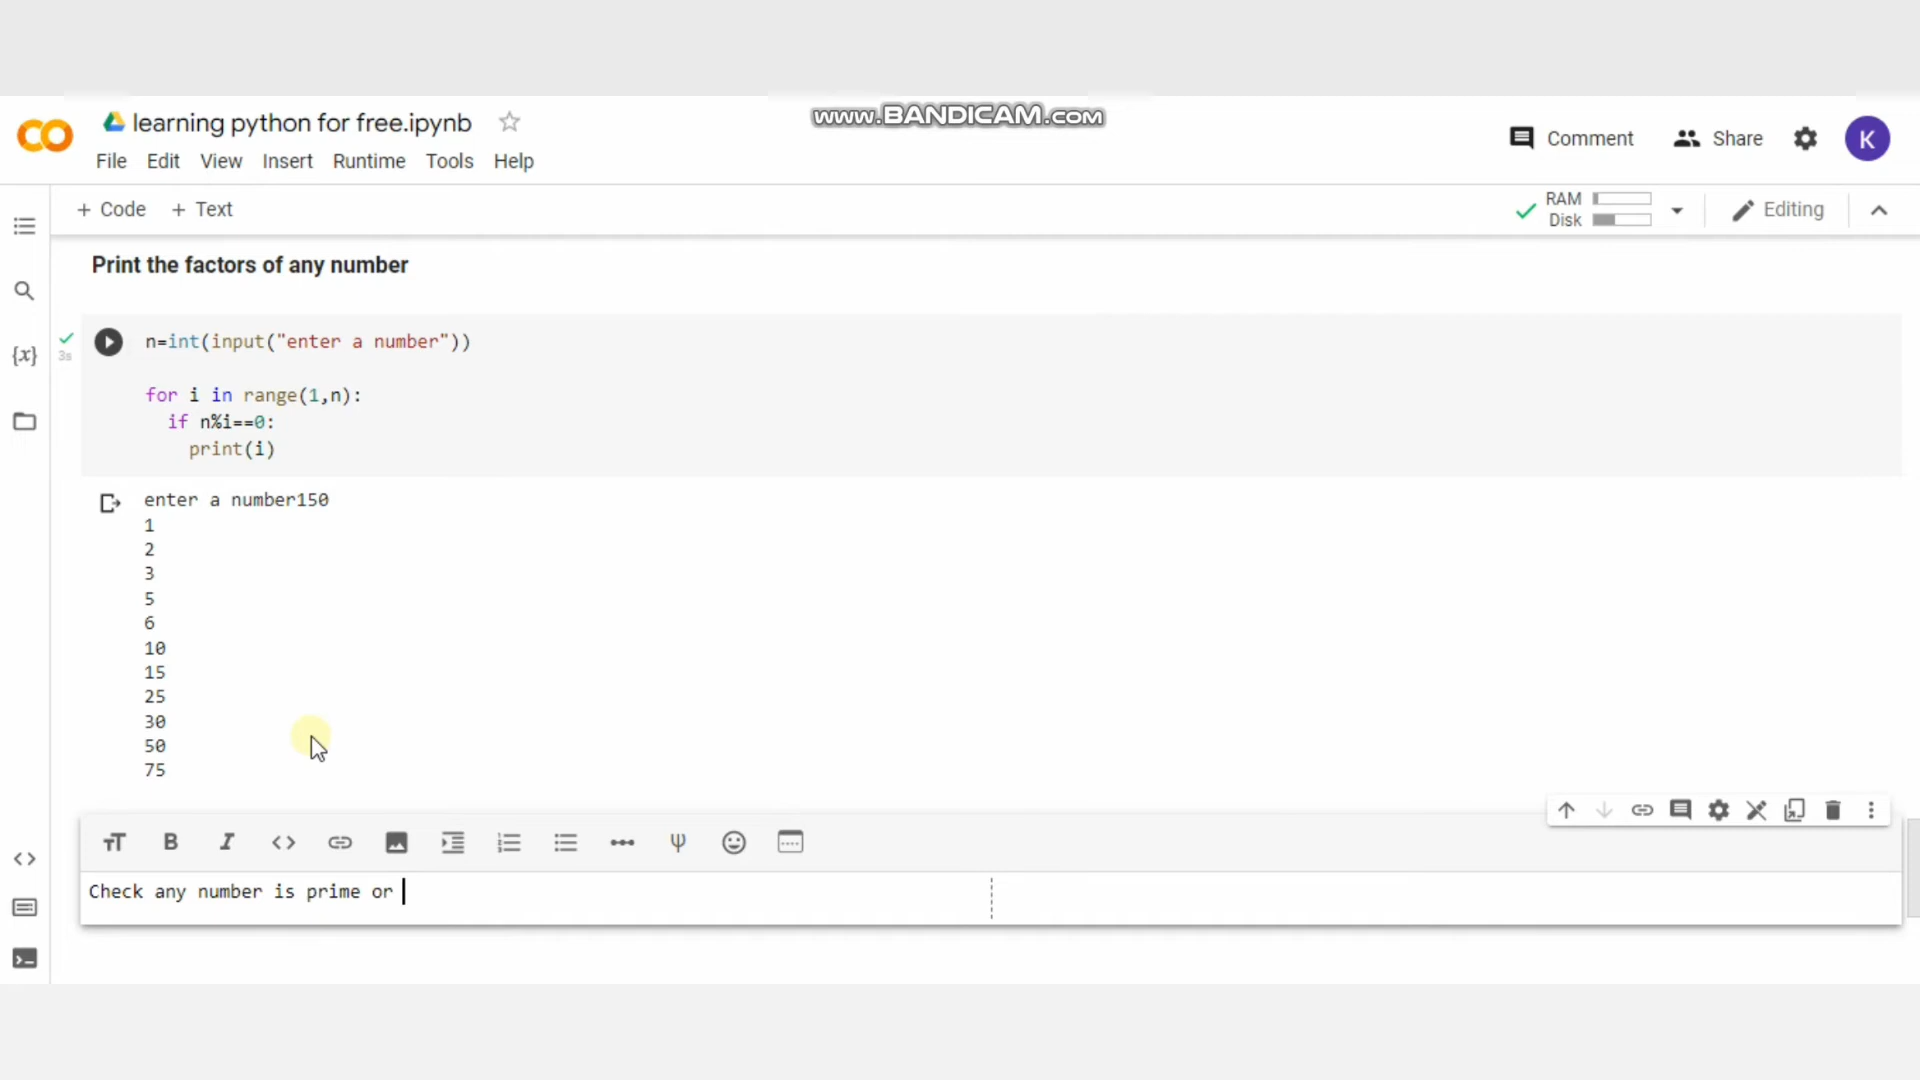 www.BANDICAM.com
learning python for free.ipynb
File Edit View Insert Runtime Tools Help
Comment Share K
+ Code + Text
RAM
Disk
Editing
Print the factors of any number
{x}
3s
n=int(input("enter a number"))
for i in range(1,n):
if n%i==0:
print(i)
enter a number150
1
2
3
5
6
10
15
25
30
50
75
Check any number is prime or